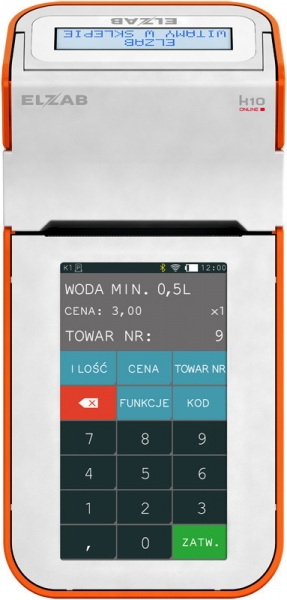 ELZAB
WITAMY W SKLEPIE
ELZAB
ELZAB
K10
ONLINE
K1 P 12:00
WODA MIN. 0,5L
CENA: 3,00 x1
TOWAR NR: 9
ILOŚĆ CENA TOWAR NR
FUNKCJE KOD
7 8 9
4 5 6
1 2 3
, 0 ZATW.